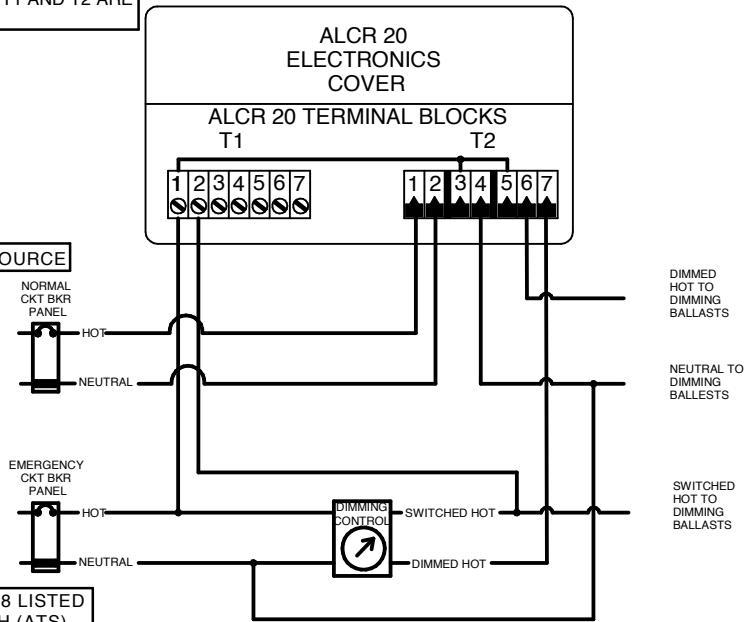 T1 AND T2 ARE
ALCR 20
ELECTRONICS
COVER
ALCR 20 TERMINAL BLOCKS
T1 T2
1 2 3 4 5 6 7 1 2 3 4 5 6 7
OURCE
NORMAL
CKT BKR
PANEL
HOT
NEUTRAL
DIMMED
HOT TO
DIMMING
BALLASTS
NEUTRAL TO
DIMMING
BALLESTS
EMERGENCY
CKT BKR
PANEL
HOT
NEUTRAL
DIMMING
CONTROL
SWITCHED HOT
DIMMED HOT
SWITCHED
HOT TO
DIMMING
BALLASTS
8 LISTED
H (ATS)